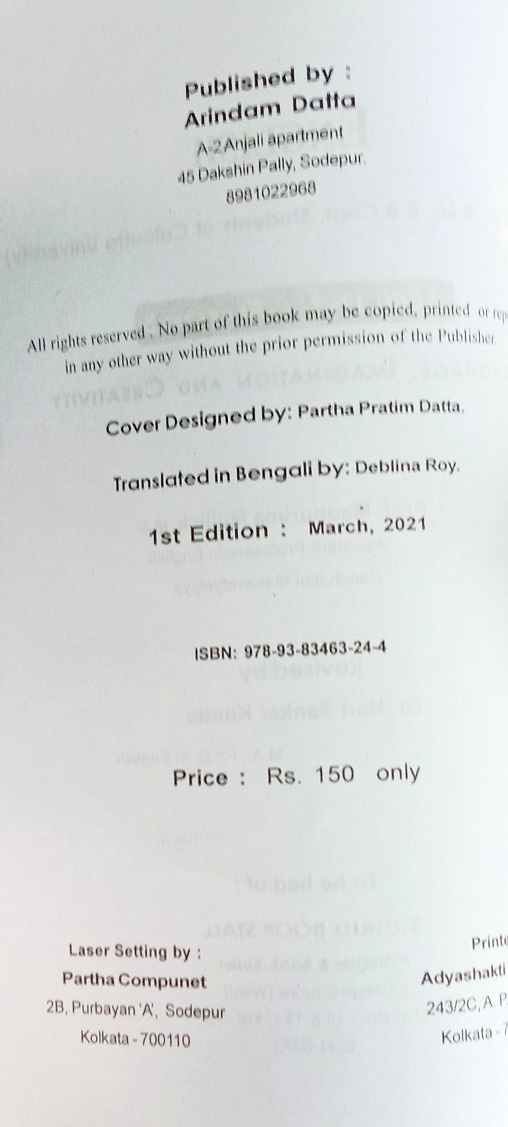 Published by :
Arindam Datta
A-2 Anjali apartment
45 Dakshin Pally, Sodepur.
8981022968
All rights reserved . No part of this book may be copied, printed or
in any other way without the prior permission of the Publisher.
Cover Designed by: Partha Pratim Datta.
Translated in Bengali by: Deblina Roy.
1st Edition : March, 2021
ISBN: 978-93-83463-24-4
Price : Rs. 150 only
Laser Setting by :
Partha Compunet
2B, Purbayan 'A', Sodepur
Kolkata - 700110
Printe
Adyashakti
243/2C, A. P.
Kolkata - 7